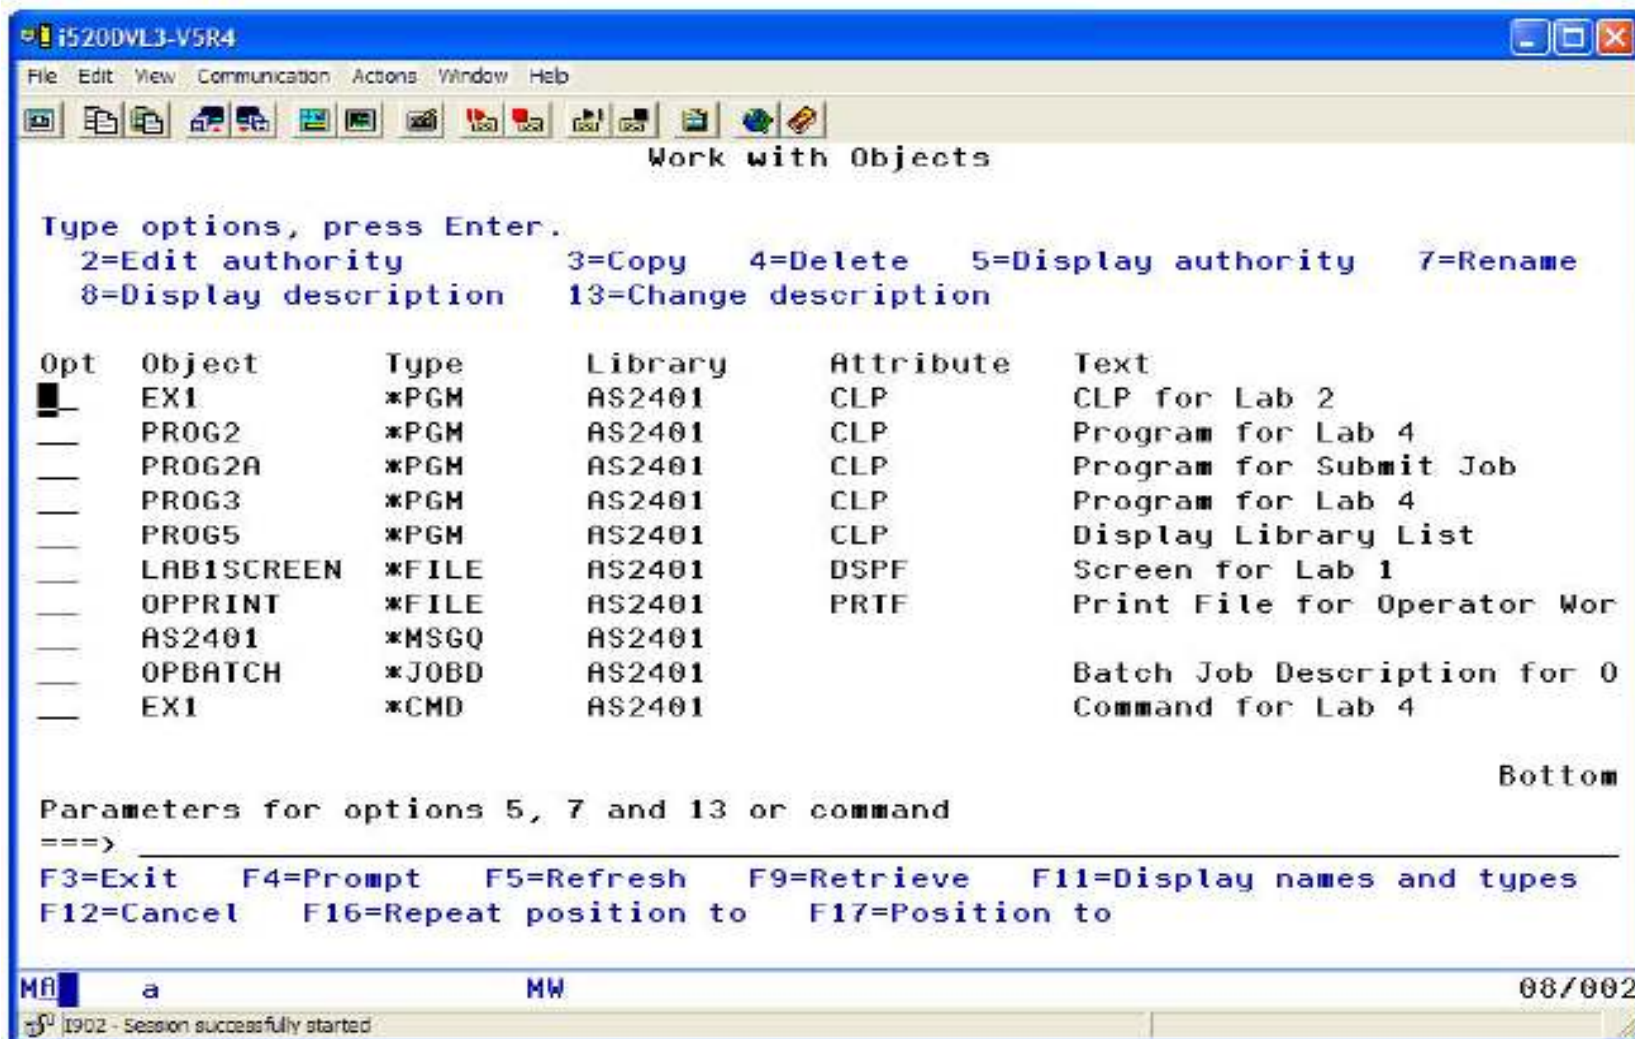 i520DVL3-V5R4
File Edit View Communication Actions Window Help
Work with Objects
Type options, press Enter.
2=Edit authority 3=Copy 4=Delete 5=Display authority 7=Rename
8=Display description 13=Change description
Opt Object Type Library Attribute Text
EX1 *PGM AS2401 CLP CLP for Lab 2
PROG2 *PGM AS2401 CLP Program for Lab 4
PROG2A *PGM AS2401 CLP Program for Submit Job
PROG3 *PGM AS2401 CLP Program for Lab 4
PROG5 *PGM AS2401 CLP Display Library List
LAB1SCREEN *FILE AS2401 DSPF Screen for Lab 1
OPPRINT *FILE AS2401 PRTF Print File for Operator Wor
AS2401 *MSGQ AS2401
OPBATCH *JOBD AS2401 Batch Job Description for O
EX1 *CMD AS2401 Command for Lab 4
Bottom
Parameters for options 5, 7 and 13 or command
===>
F3=Exit F4=Prompt F5=Refresh F9=Retrieve F11=Display names and types
F12=Cancel F16=Repeat position to F17=Position to
MA a MW 08/002
I902 - Session successfully started